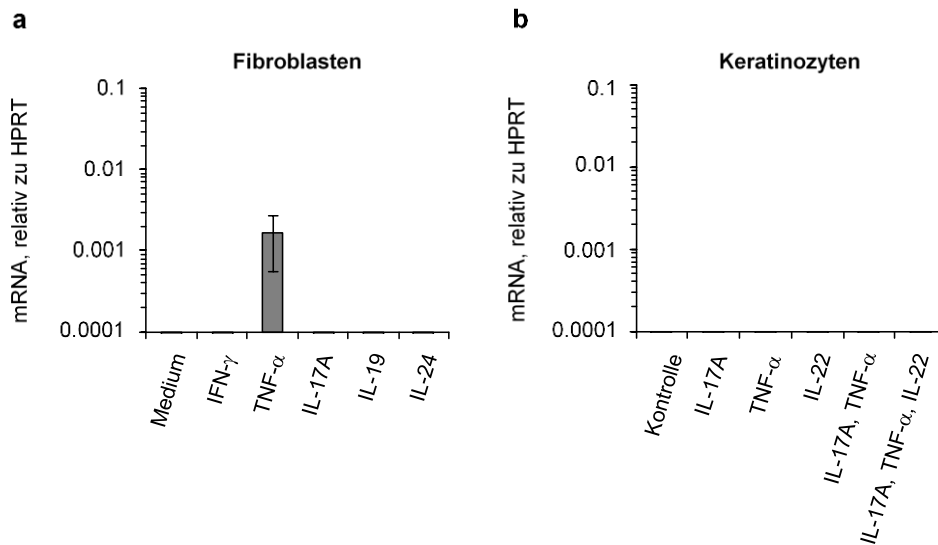 a
Fibroblasten
mRNA, relativ zu HPRT
0.1
0.01
0.001
0.0001
Medium
IFN-γ
TNF-α
IL-17A
IL-19
IL-24
b
Keratinozyten
mRNA, relativ zu HPRT
0.1
0.01
0.001
0.0001
Kontrolle
IL-17A
TNF-α
IL-22
IL-17A, TNF-α
IL-17A, TNF-α, IL-22